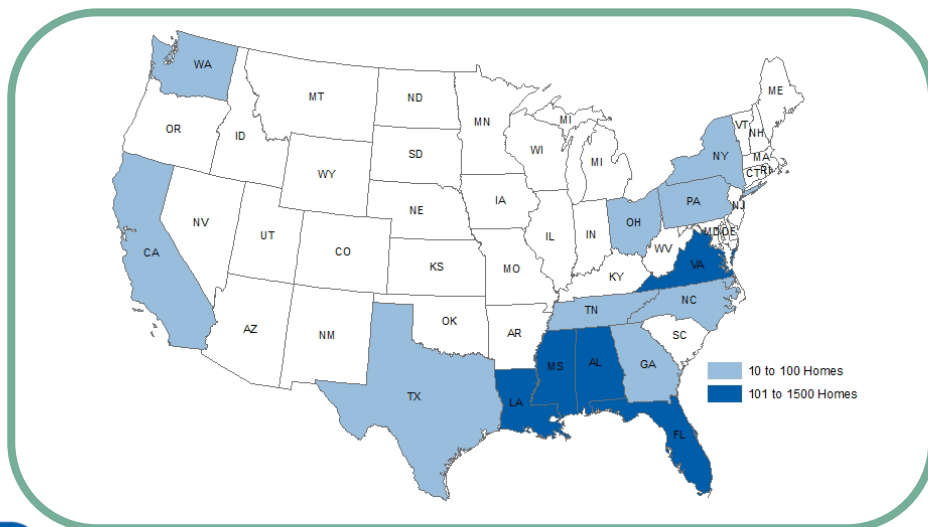 WA
MT
ND
MN
ME
OR
ID
WY
SD
WI
MI
MI
VT
NH
NY
MA
CT
RI
NV
UT
CO
NE
IA
IL
IN
OH
PA
NJ
MD
DE
CA
KS
MO
KY
WV
VA
AZ
NM
OK
AR
TN
NC
SC
TX
LA
MS
AL
GA
FL
10 to 100 Homes
101 to 1500 Homes